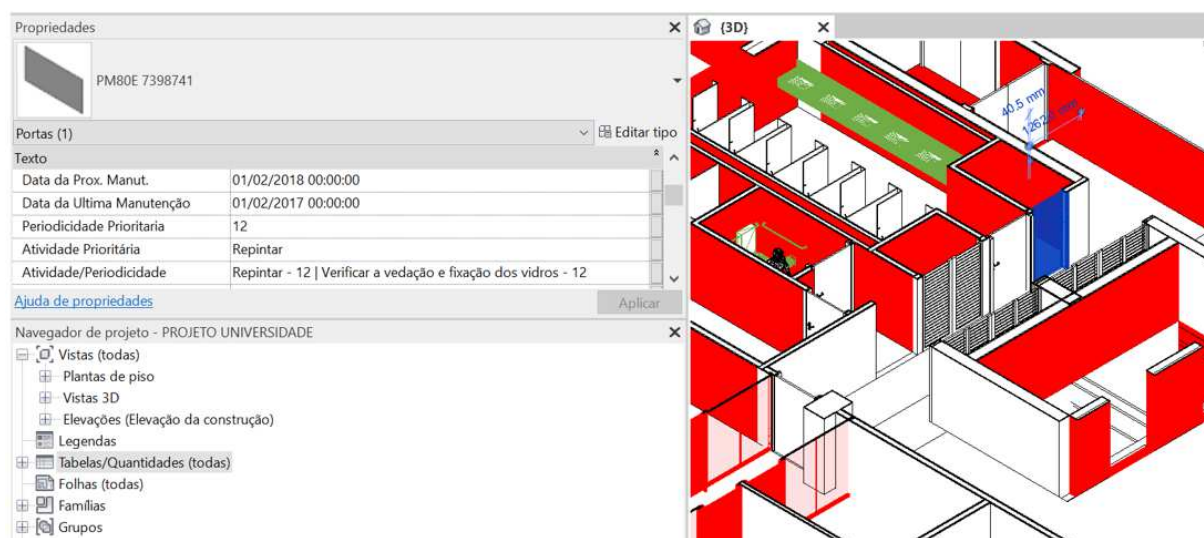 Propriedades
PM80E 7398741
Portas (1)
Editar tipo
Texto
Data da Prox. Manut. 01/02/2018 00:00:00
Data da Ultima Manutenção 01/02/2017 00:00:00
Periodicidade Prioritaria 12
Atividade Prioritária Repintar
Atividade/Periodicidade Repintar - 12 | Verificar a vedação e fixação dos vidros - 12
Ajuda de propriedades
Aplicar
Navegador de projeto - PROJETO UNIVERSIDADE
Vistas (todas)
Plantas de piso
Vistas 3D
Elevações (Elevação da construção)
Legendas
Tabelas/Quantidades (todas)
Folhas (todas)
Famílias
Grupos
{3D}
40.5 mm
mm